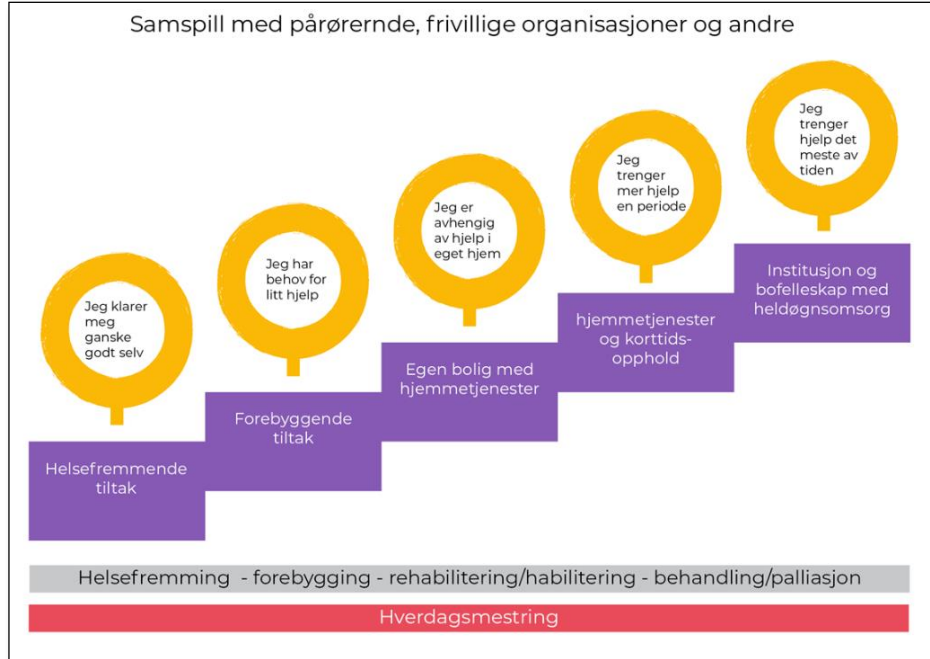 Samspill med pårørernde, frivillige organisasjoner og andre
Jeg klarer
meg
ganske
godt selv
Helsefremmende
tiltak
Jeg har
behov for
litt hjelp
Forebyggende
tiltak
Jeg er
avhengig
av hjelp i
eget hjem
Egen bolig med
hjemmetjenester
Jeg
trenger
mer hjelp
en periode
hjemmetjenester
og korttids-
opphold
Jeg
trenger
hjelp det
meste av
tiden
Institusjon og
bofelleskap med
heldøgnsomsorg
Helsefremming - forebygging - rehabilitering/habilitering - behandling/palliasjon
Hverdagsmestring